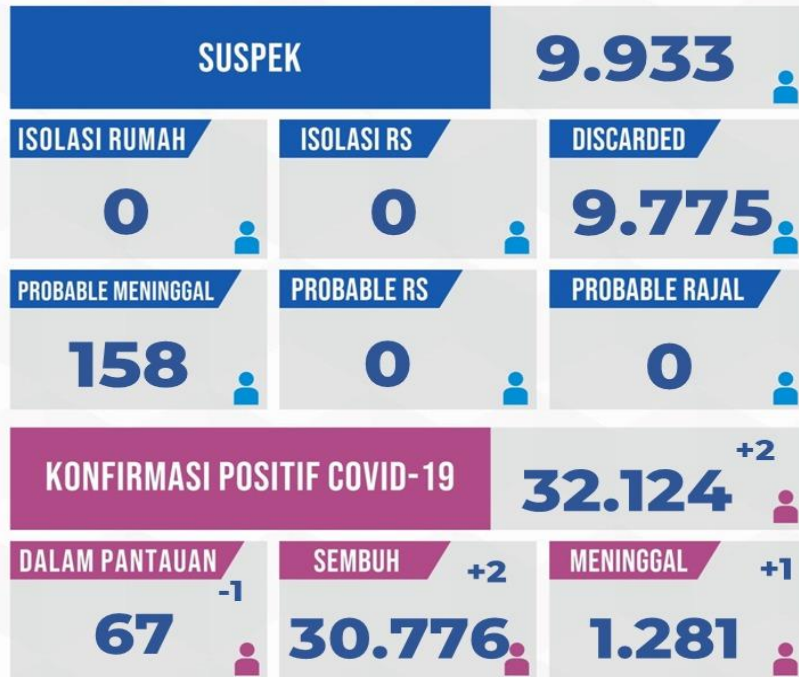 SUSPEK
9.933
ISOLASI RUMAH
0
ISOLASI RS
0
DISCARDED
9.775
PROBABLE MENINGGAL
158
PROBABLE RS
0
PROBABLE RAJAL
0
KONFIRMASI POSITIF COVID-19
32.124
+2
DALAM PANTAUAN
-1
67
SEMBUH
+2
30.776
MENINGGAL
+1
1.281